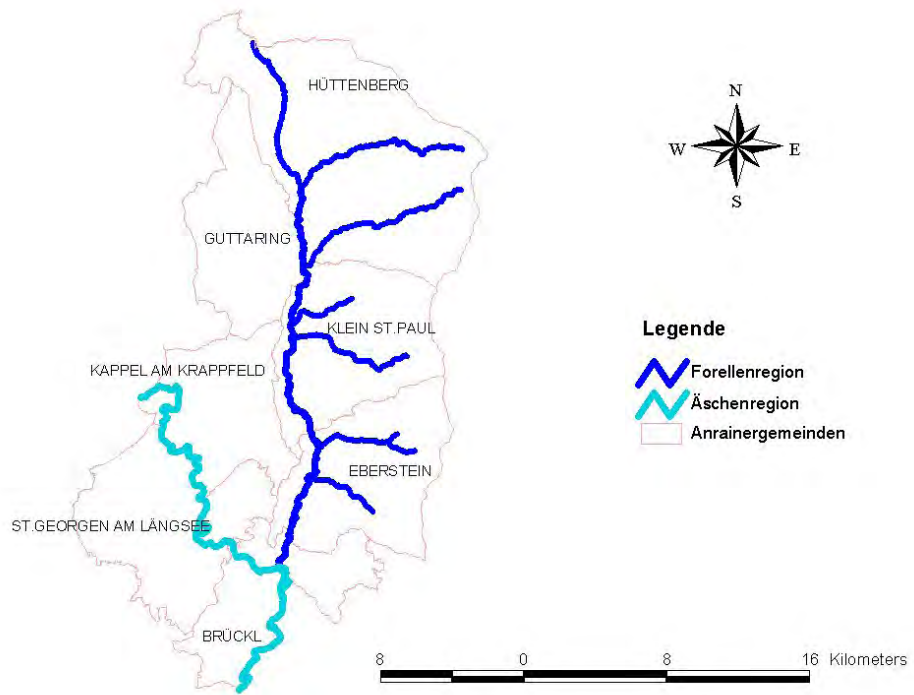 HÜTTENBERG
N
W E
S
GUTTARING
KLEIN ST.PAUL
Legende
KAPPEL AM KRAPPFELD
Forellenregion
Äschenregion
Anrainergemeinden
EBERSTEIN
ST.GEORGEN AM LÄNGSEE
BRÜCKL
8 0 8 16 Kilometers